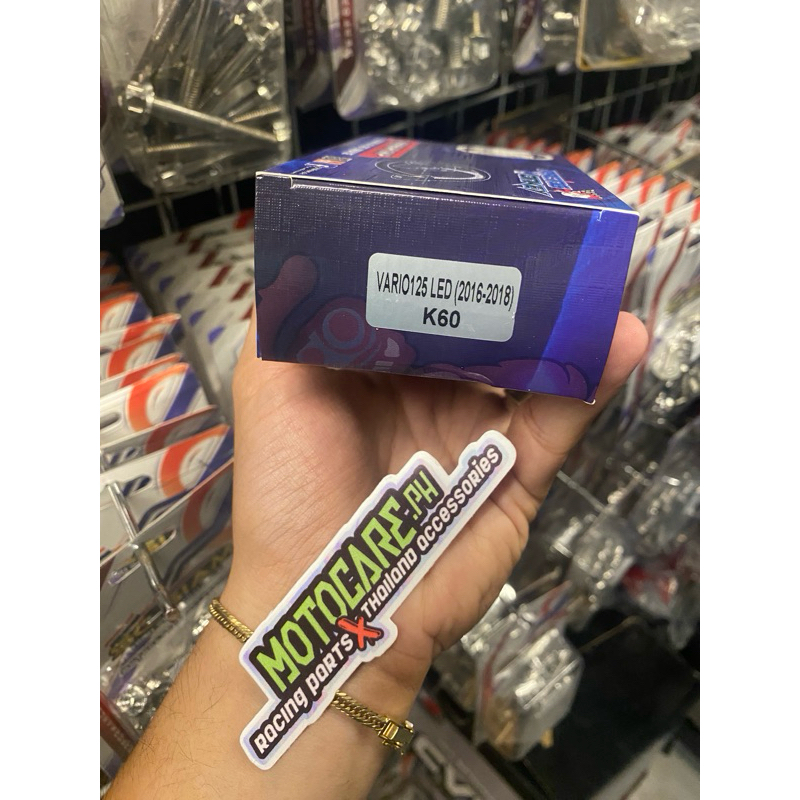 VARIO125 LED (2016-2018)
K60
MOTOCARE.PH
RACING PARTS X THAILAND ACCESSORIES